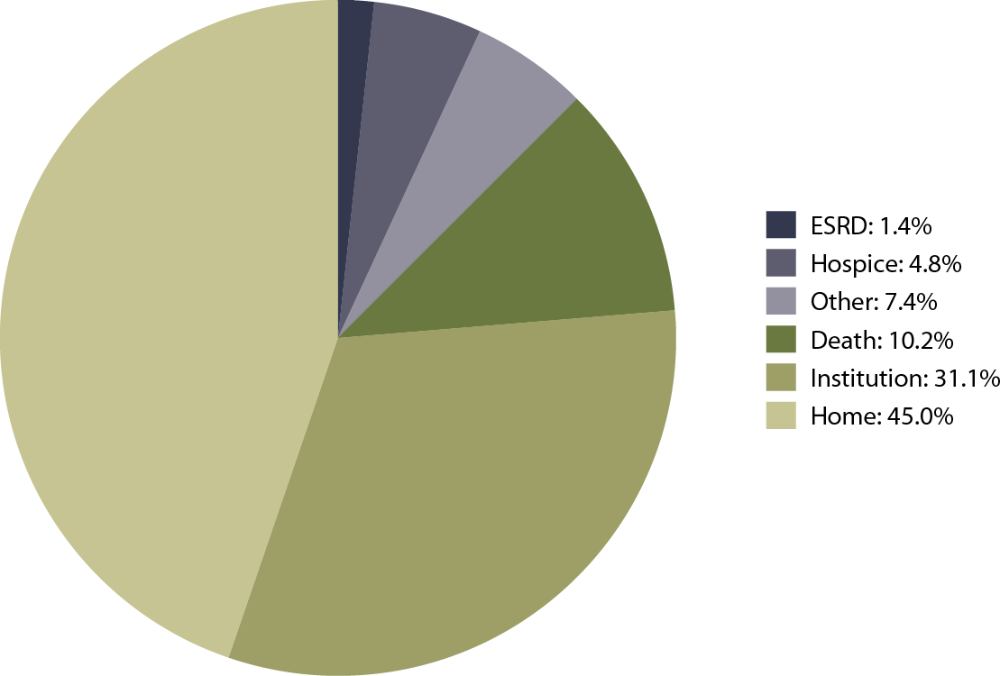 ESRD: 1.4%
Hospice: 4.8%
Other: 7.4%
Death: 10.2%
Institution: 31.1%
Home: 45.0%